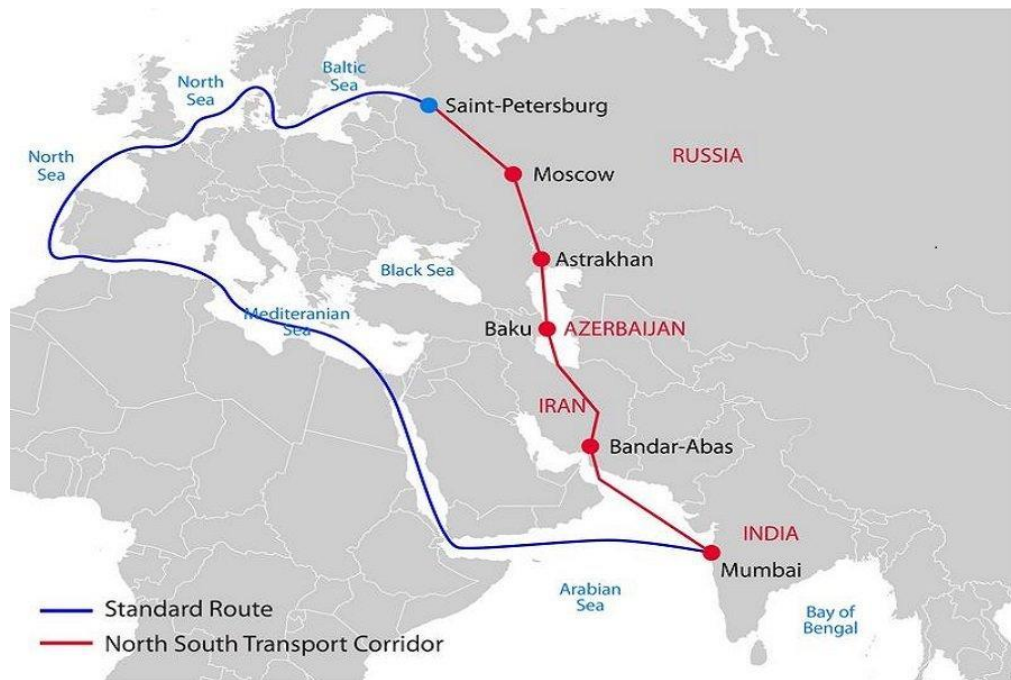 Baltic
Sea
North
Sea
Saint-Petersburg
North
Sea
RUSSIA
Moscow
Astrakhan
Black Sea
Mediteranian
Sea
Baku
AZERBAIJAN
IRAN
Bandar-Abas
INDIA
Mumbai
Arabian
Sea
Bay of
Bengal
Standard Route
North South Transport Corridor